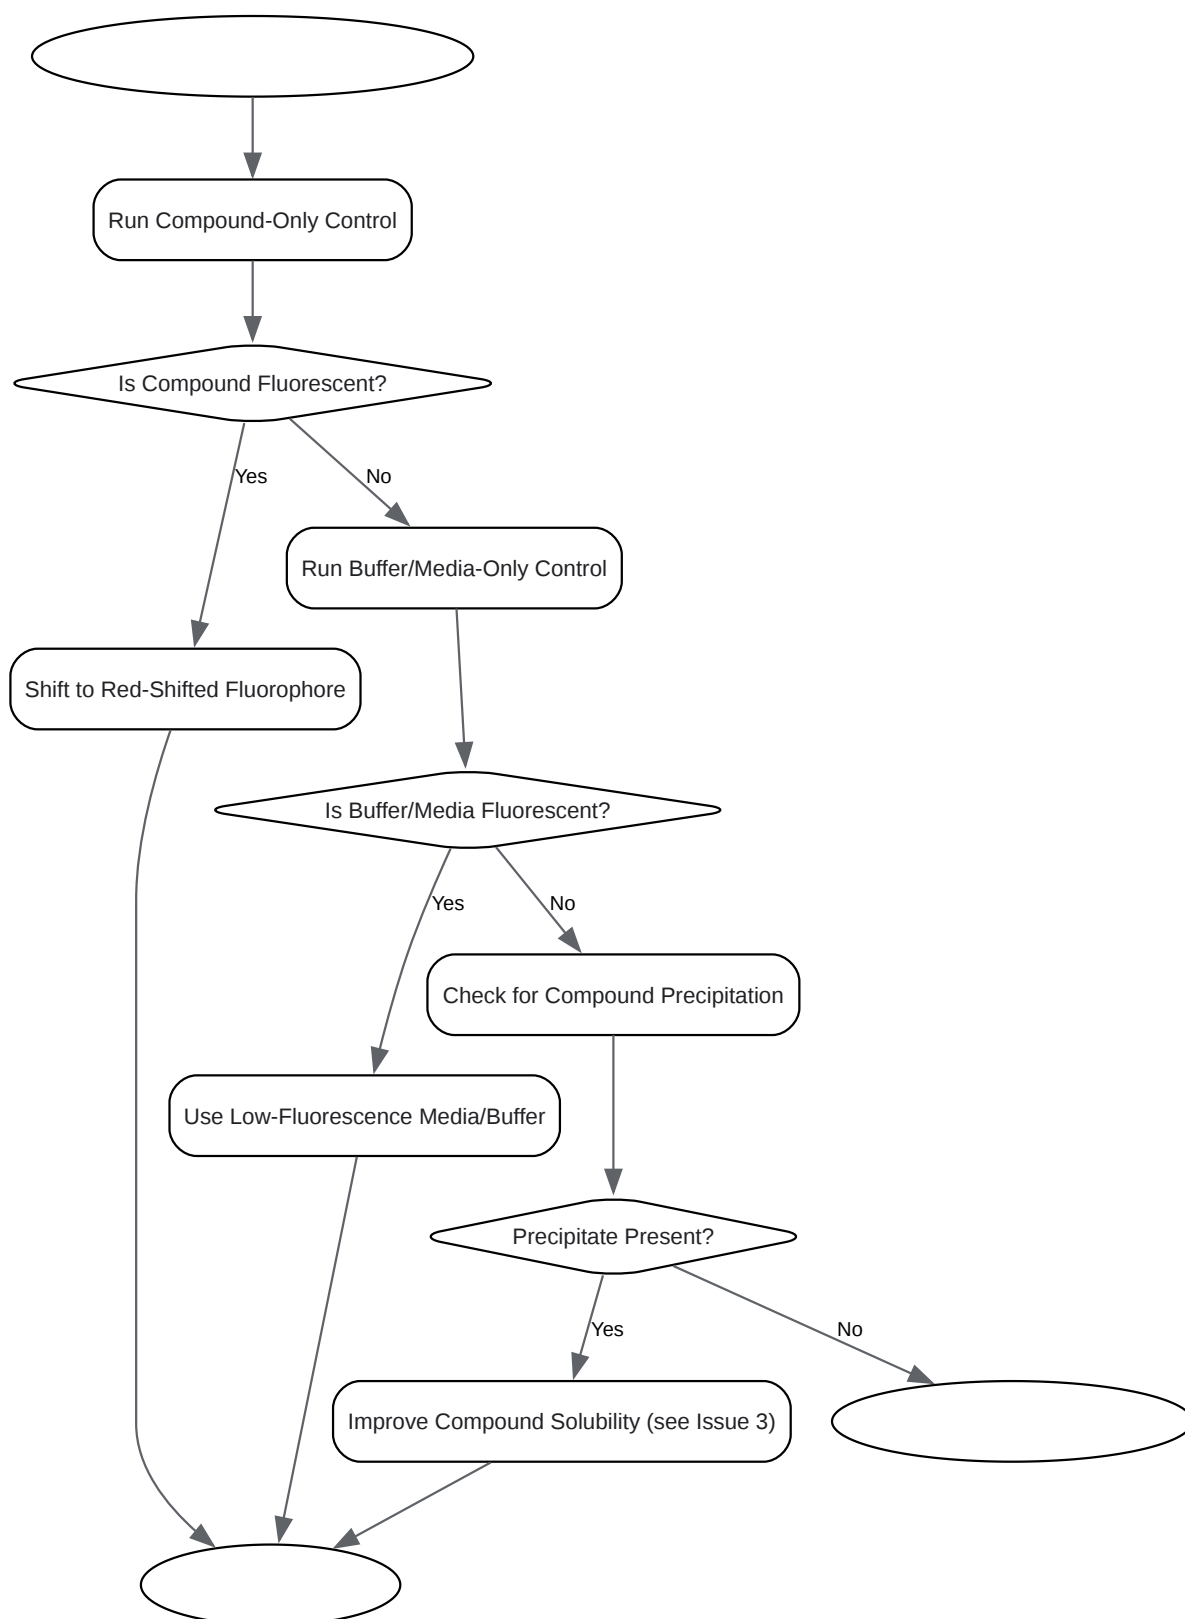 Run Compound-Only Control
Is Compound Fluorescent?
Yes
No
Run Buffer/Media-Only Control
Shift to Red-Shifted Fluorophore
Is Buffer/Media Fluorescent?
Yes
No
Check for Compound Precipitation
Use Low-Fluorescence Media/Buffer
Precipitate Present?
Yes
No
Improve Compound Solubility (see Issue 3)